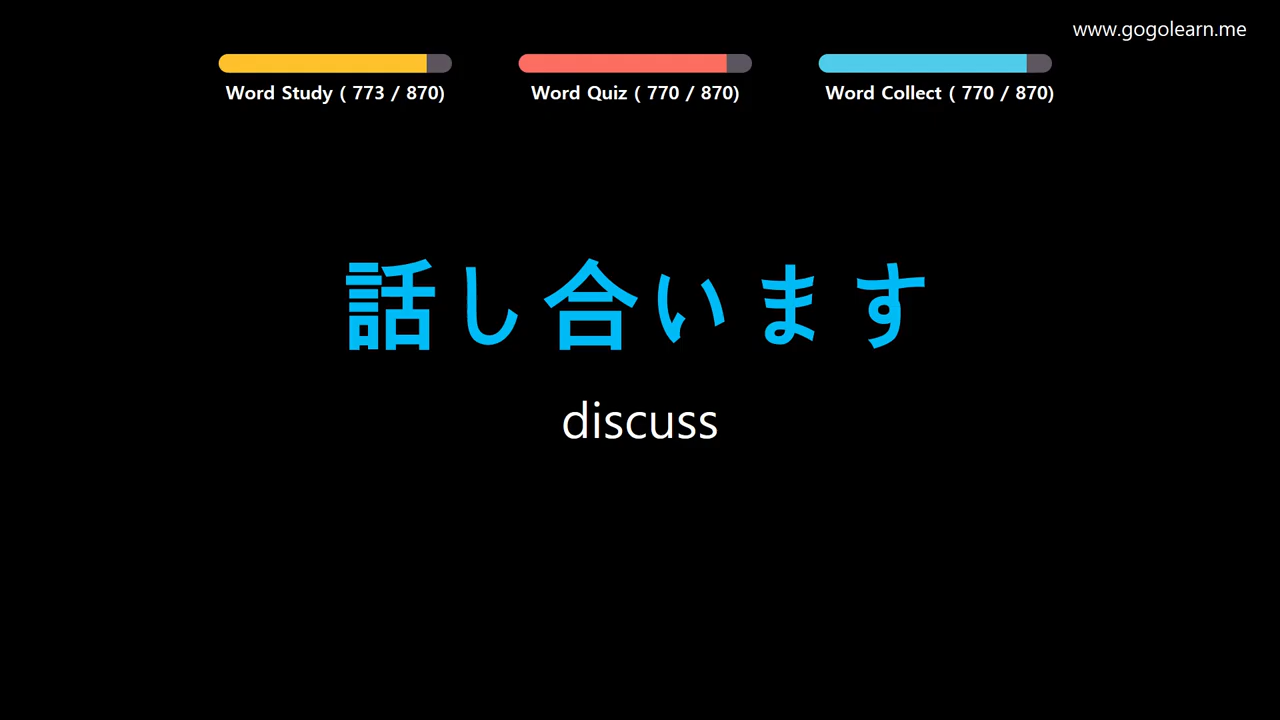 www.gogolearn.me
Word Study ( 773 / 870)
Word Quiz ( 770 / 870)
Word Collect ( 770 / 870)
話し合います
discuss